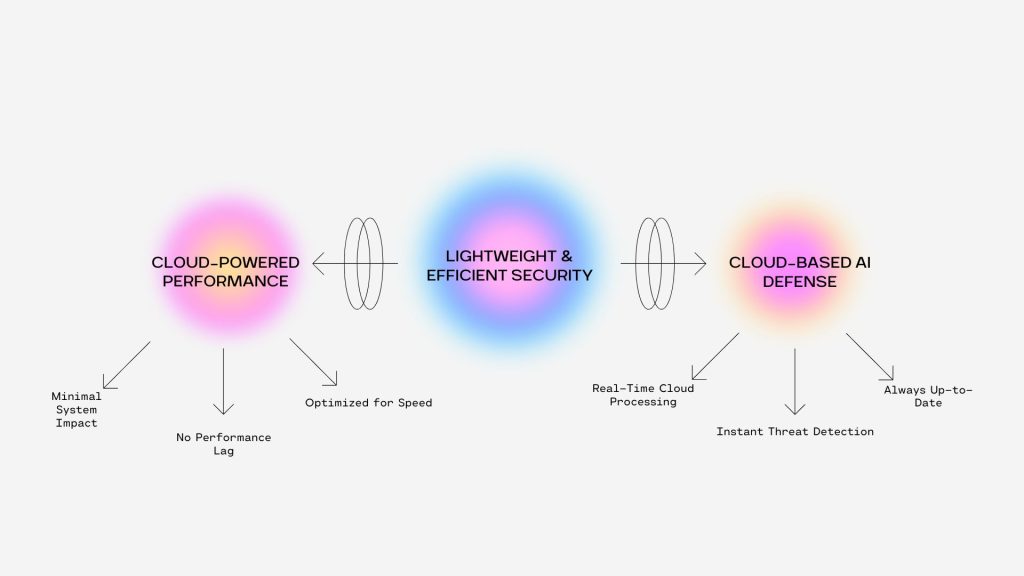 LIGHTWEIGHT &
EFFICIENT SECURITY
CLOUD-POWERED
PERFORMANCE
Minimal
System
Impact
No Performance
Lag
Optimized for Speed
CLOUD-BASED AI
DEFENSE
Real-Time Cloud
Processing
Instant Threat Detection
Always Up-to-
Date